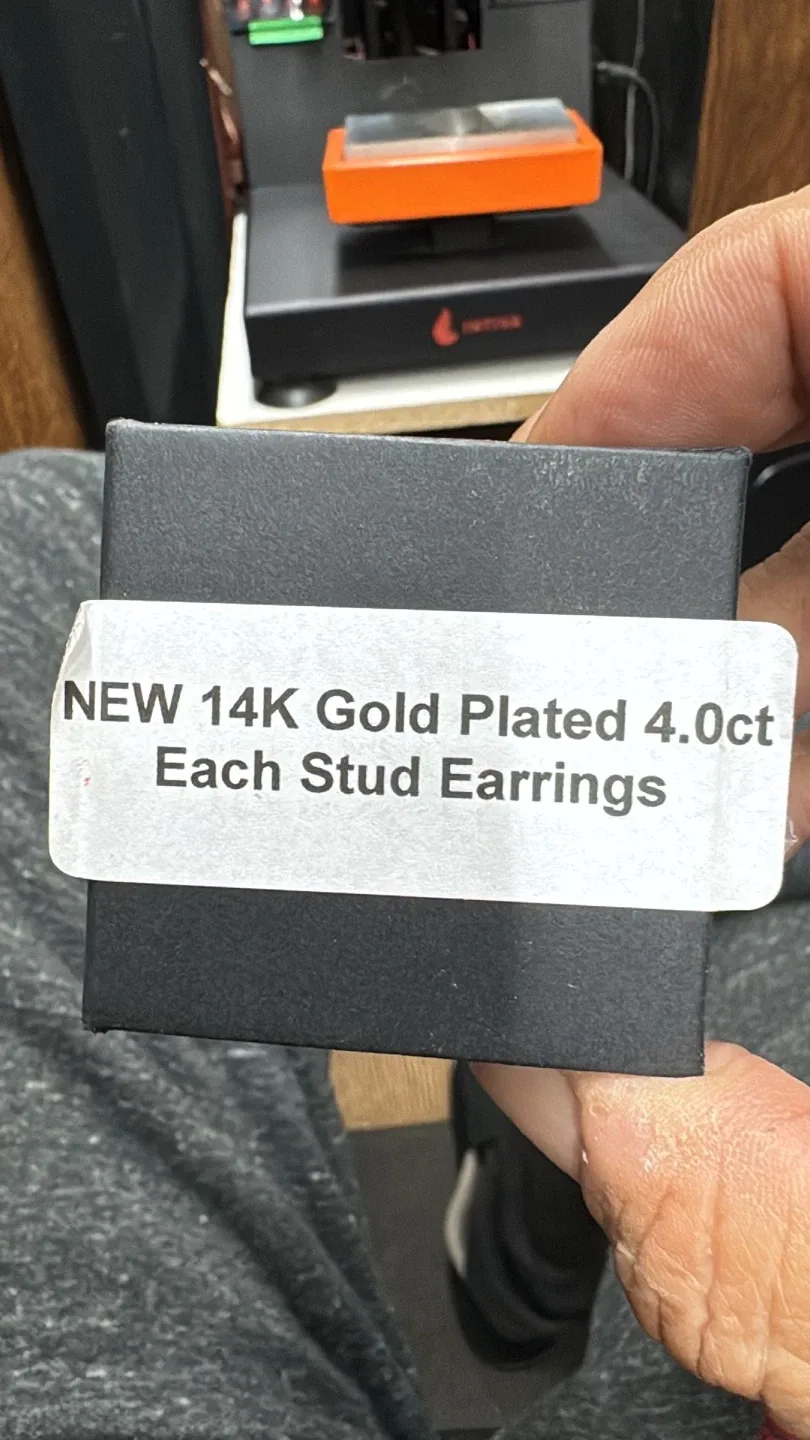 NEW 14K Gold Plated 4.0ct
Each Stud Earrings